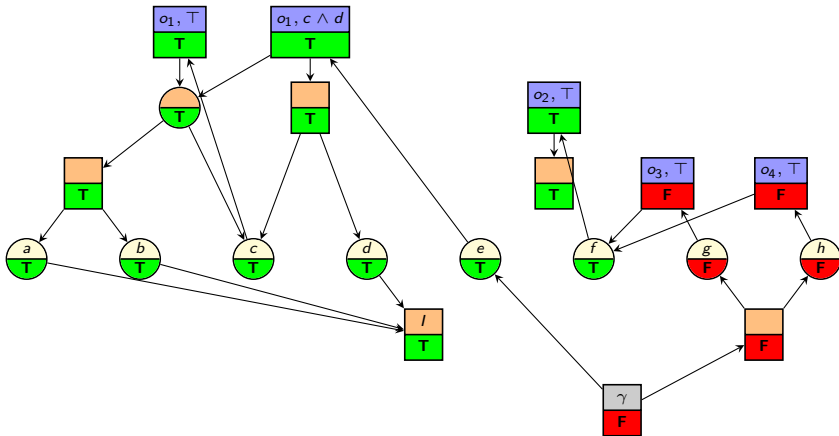 o₁, ⊤
o₁, c ∧ d
T
T
o₂, ⊤
T
T
T
o₃, ⊤
o₄, ⊤
T
T
F
F
a
b
c
d
e
f
g
h
T
T
T
T
T
T
F
F
I
T
F
γ
F